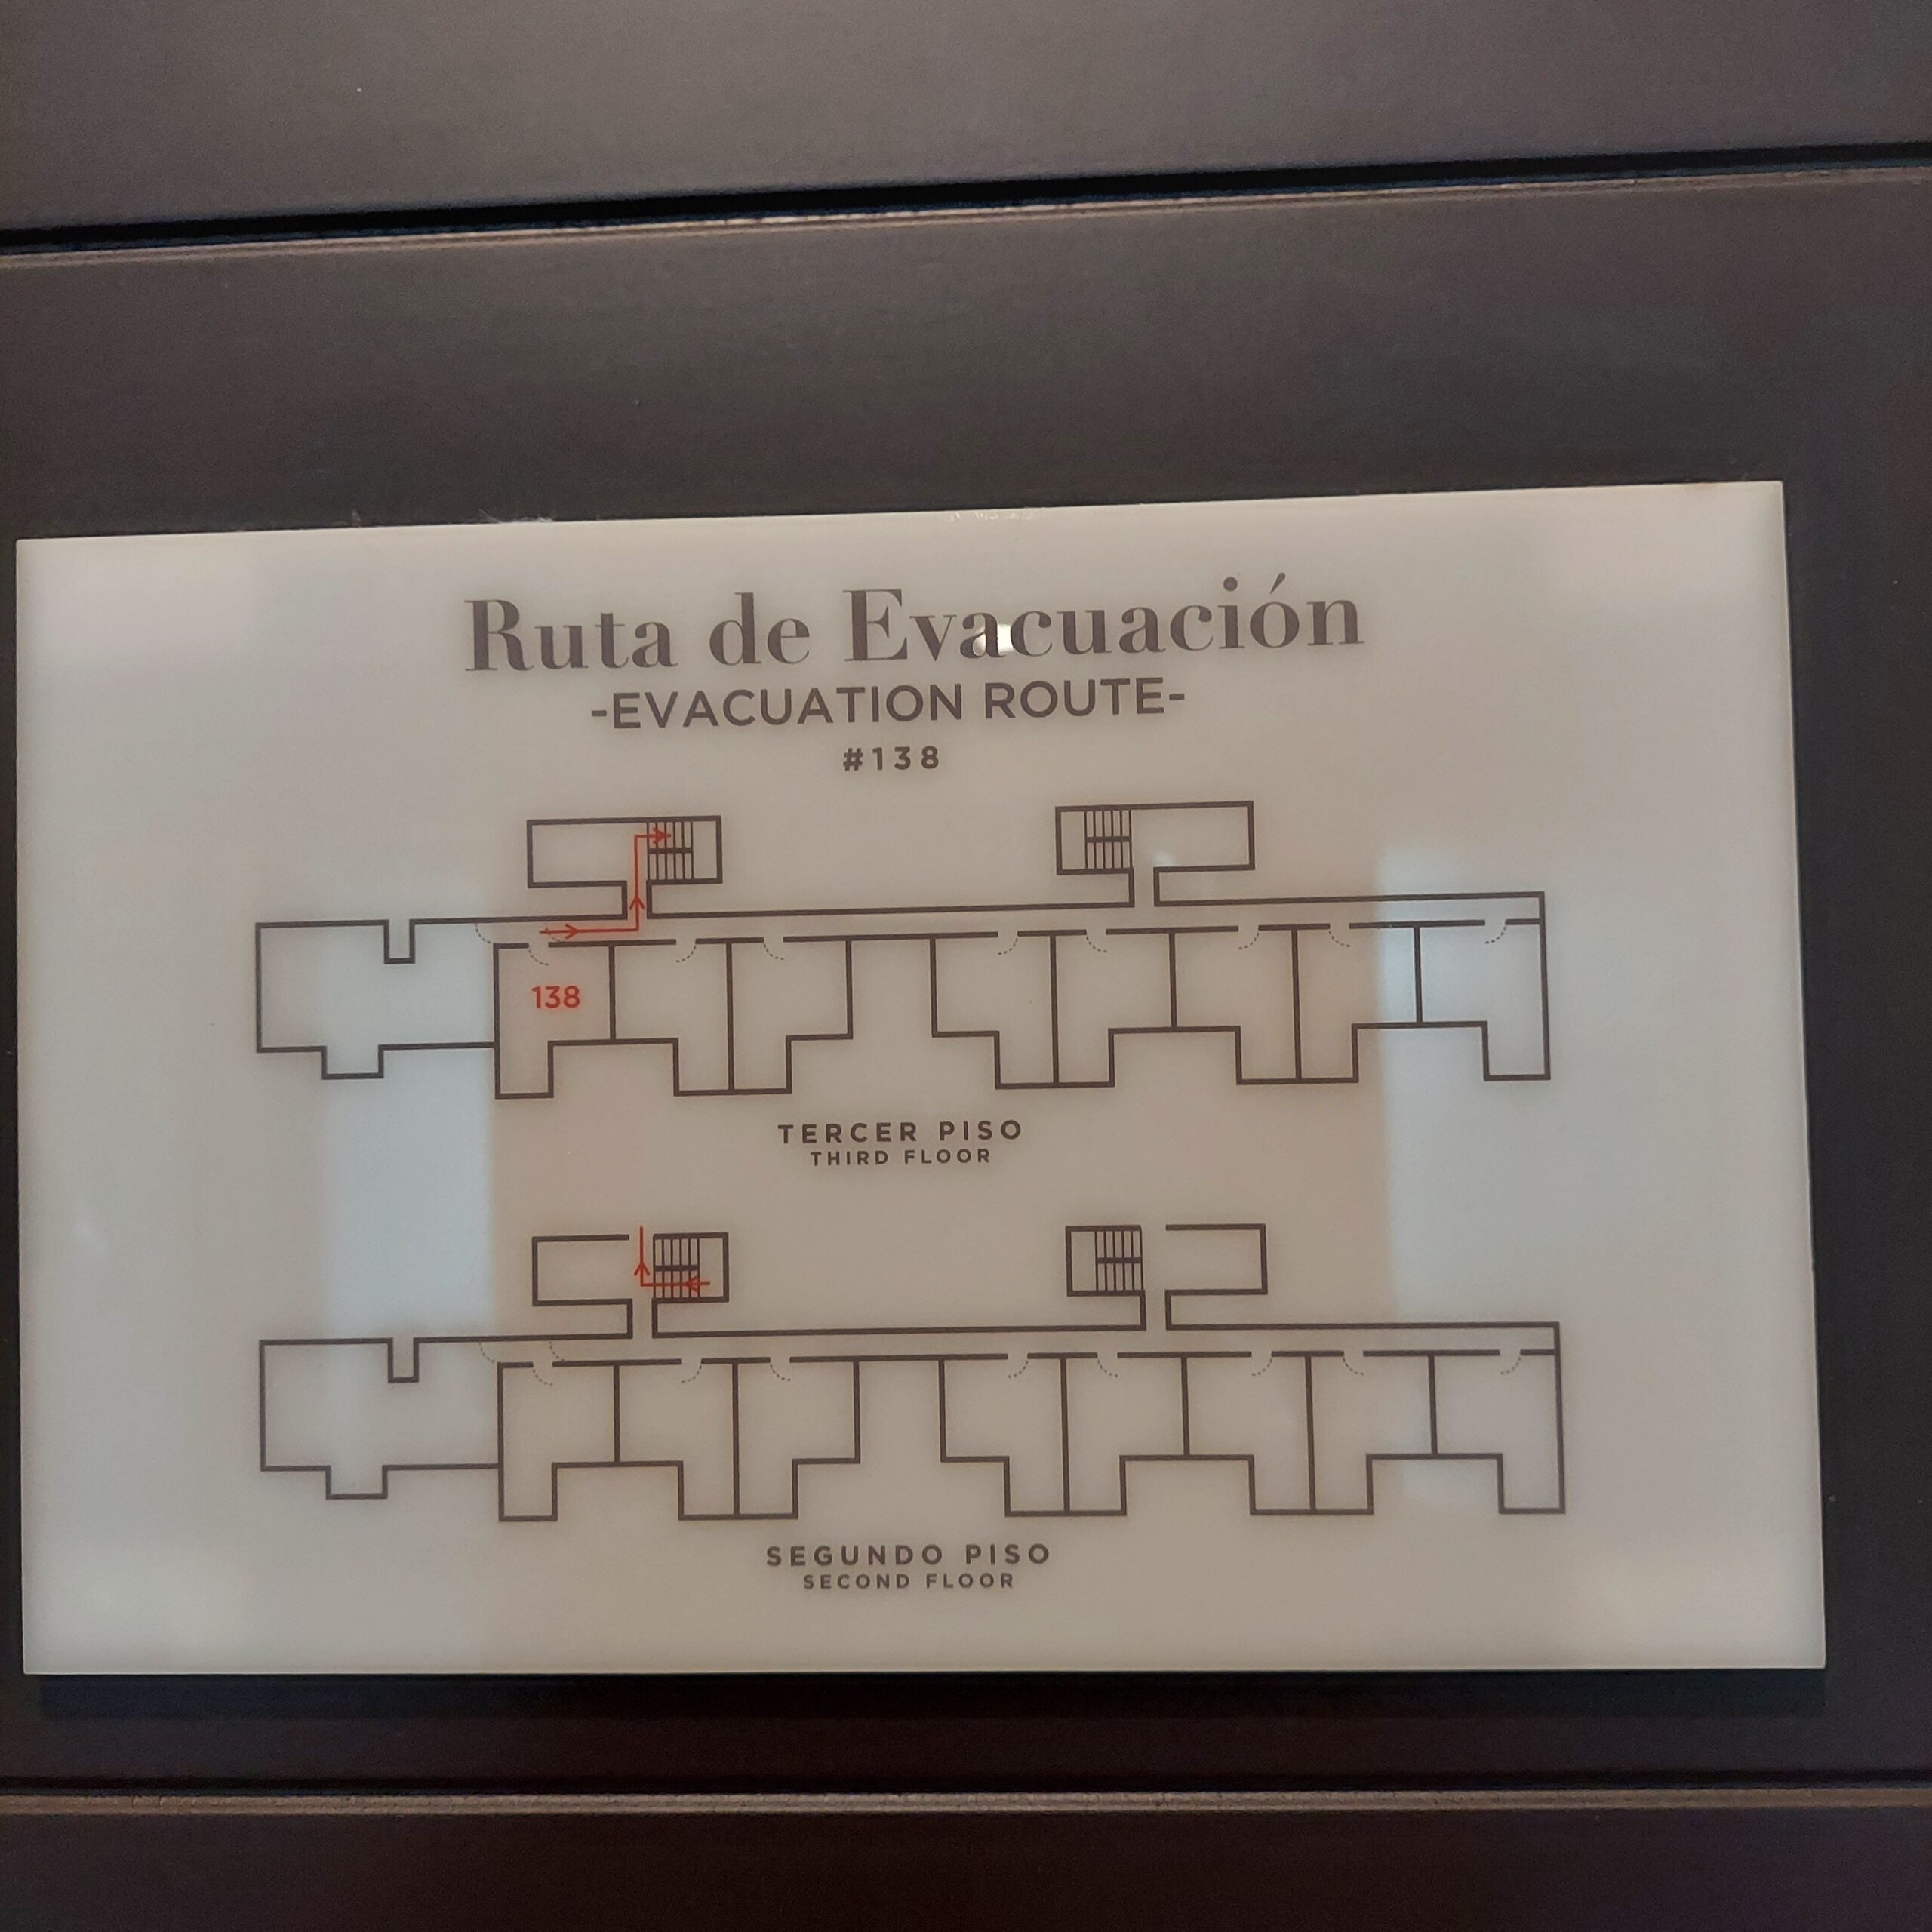 Ruta de Evacuación
-EVACUATION ROUTE-
#138
138
TERCER PISO
THIRD FLOOR
SEGUNDO PISO
SECOND FLOOR